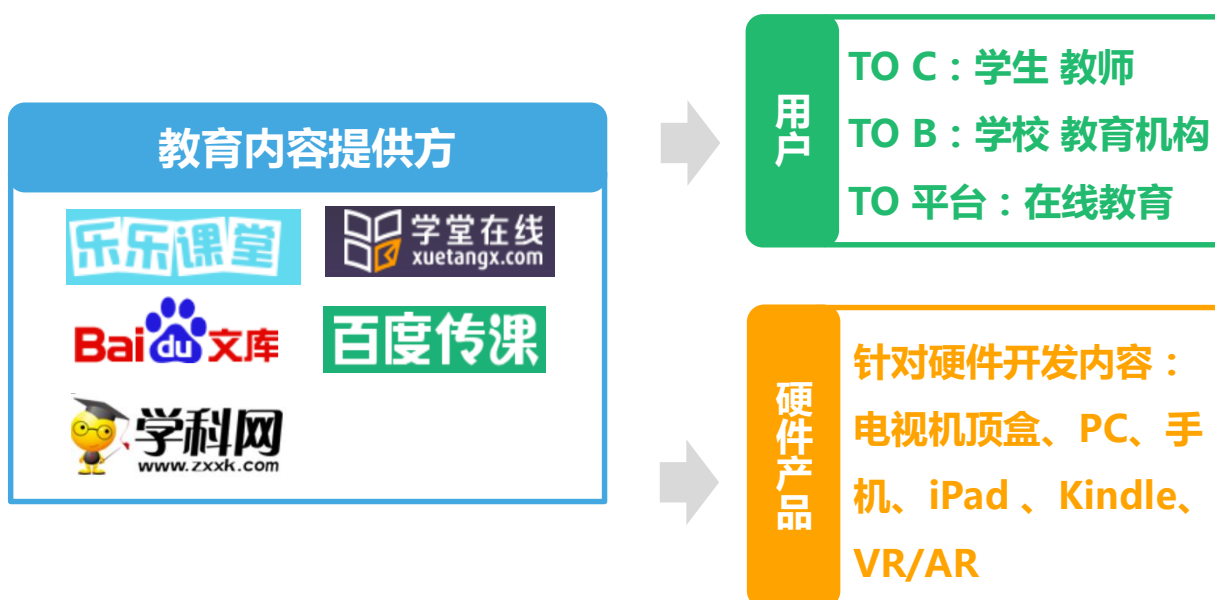 教育内容提供方
乐乐课堂
学堂在线
xuetangx.com
Bai du 文库
百度传课
学科网
www.zxxk.com
用户
TO C：学生 教师
TO B：学校 教育机构
TO 平台：在线教育
硬件产品
针对硬件开发内容：
电视机顶盒、PC、手
机、iPad 、Kindle、
VR/AR